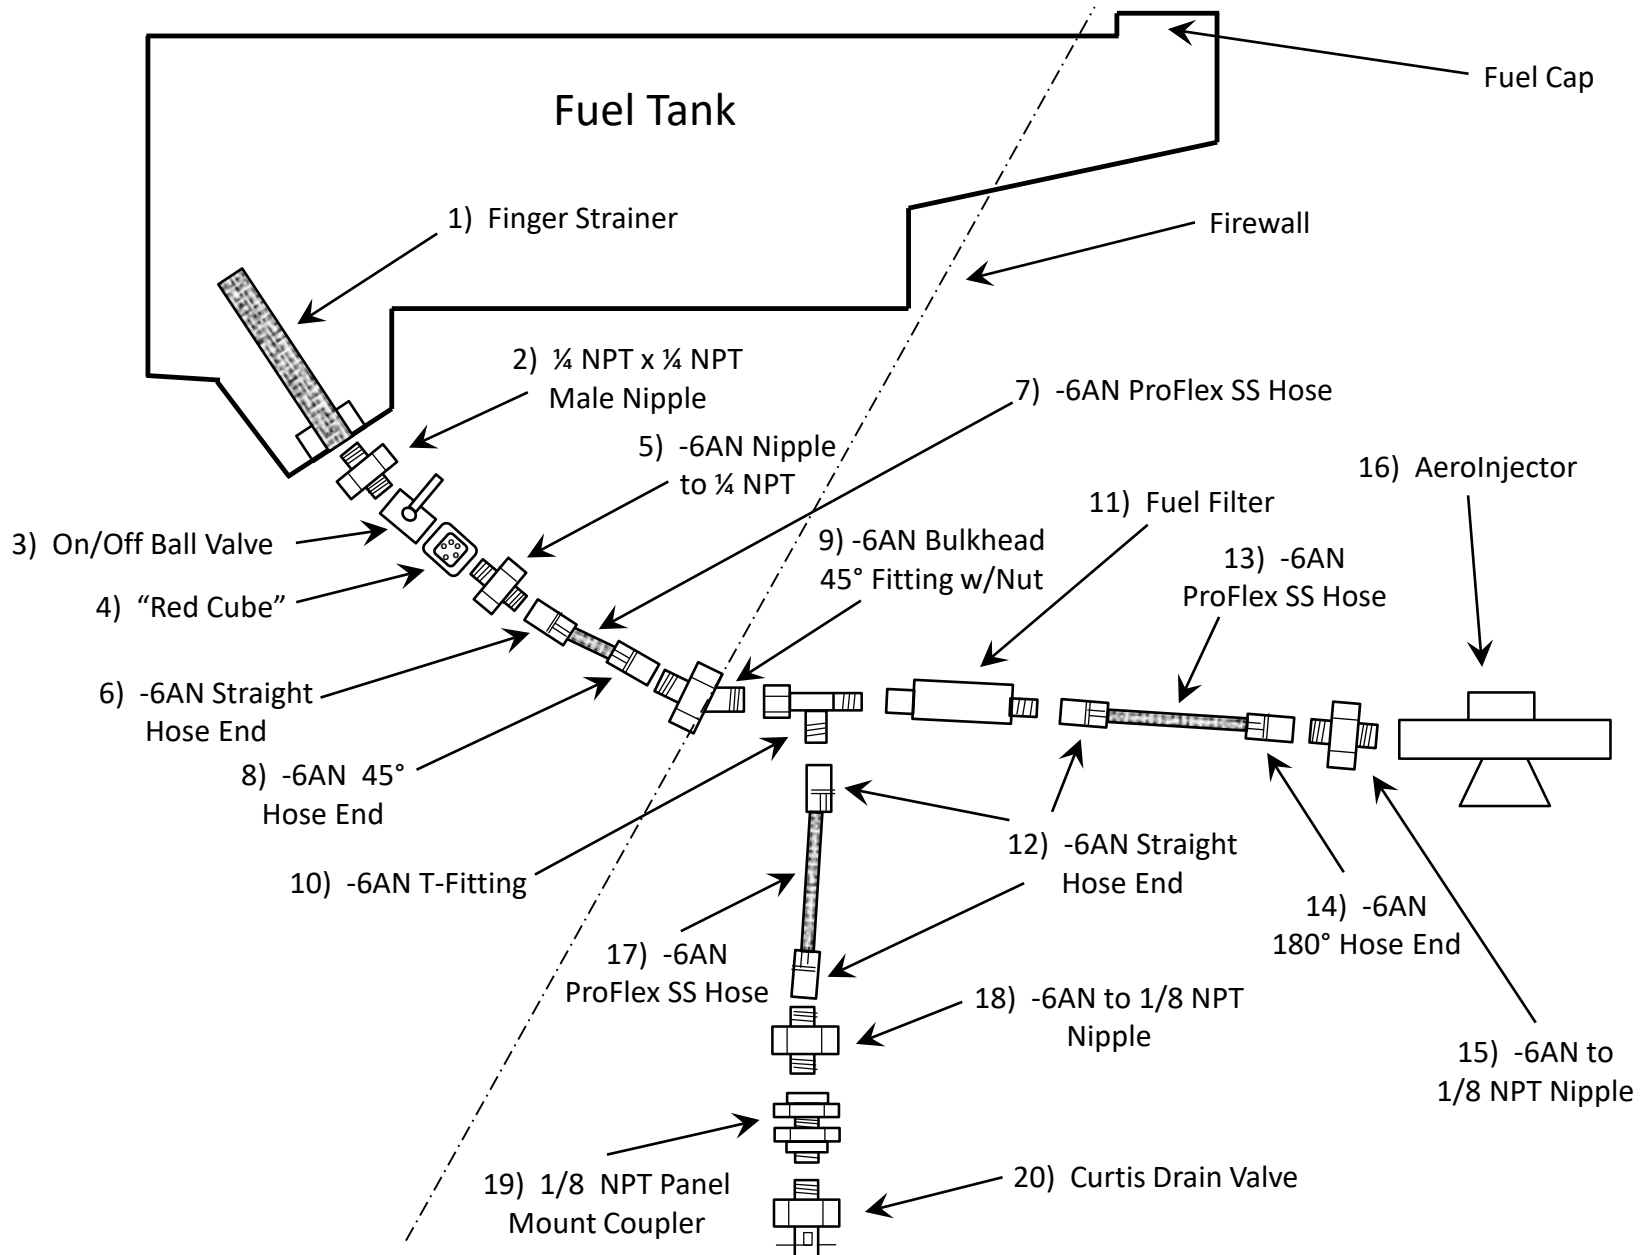 Fuel Cap
Fuel Tank
1) Finger Strainer
Firewall
2) ¼ NPT x ¼ NPT
Male Nipple
7) -6AN ProFlex SS Hose
5) -6AN Nipple
to ¼ NPT
16) AeroInjector
11) Fuel Filter
3) On/Off Ball Valve
9) -6AN Bulkhead
45° Fitting w/Nut
13) -6AN
ProFlex SS Hose
4) “Red Cube”
6) -6AN Straight
Hose End
8) -6AN 45°
Hose End
12) -6AN Straight
Hose End
10) -6AN T-Fitting
14) -6AN
180° Hose End
17) -6AN
ProFlex SS Hose
18) -6AN to 1/8 NPT
Nipple
15) -6AN to
1/8 NPT Nipple
19) 1/8 NPT Panel
Mount Coupler
20) Curtis Drain Valve